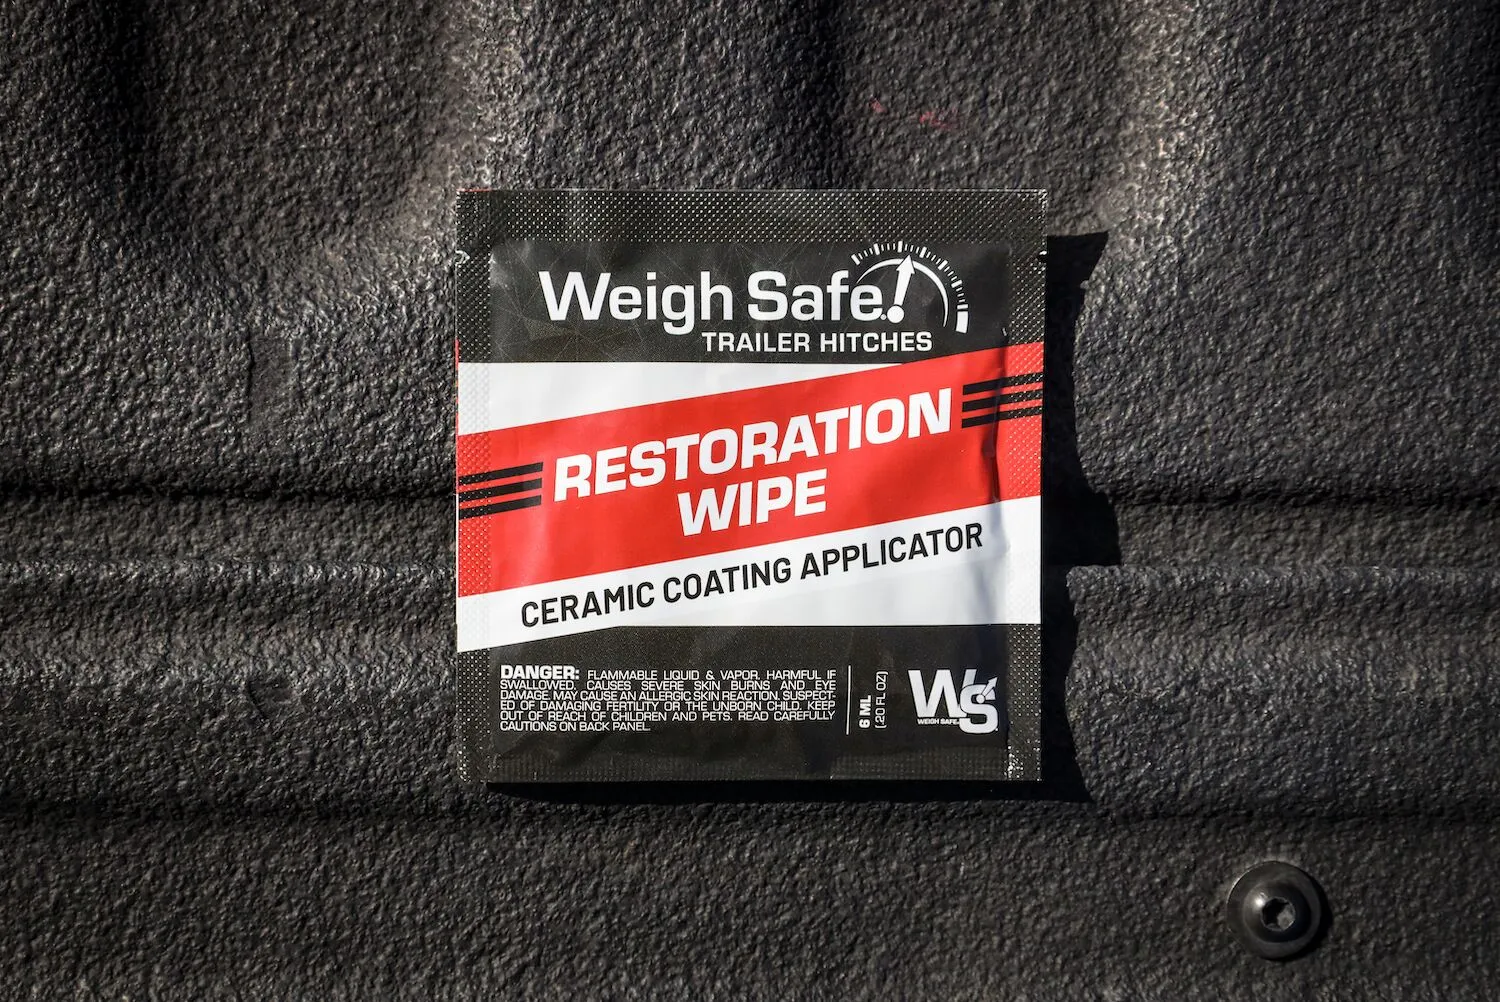 Weigh Safe!
TRAILER HITCHES
RESTORATION
WIPE
CERAMIC COATING APPLICATOR
DANGER: FLAMMABLE LIQUID & VAPOR. HARMFUL IF
SWALLOWED. CAUSES SEVERE SKIN BURNS AND EYE
DAMAGE. MAY CAUSE AN ALLERGIC SKIN REACTION. SUSPECT-
ED OF DAMAGING FERTILITY OR THE UNBORN CHILD. KEEP
OUT OF REACH OF CHILDREN AND PETS. READ CAREFULLY
CAUTIONS ON BACK PANEL.
6 ML
(.20 FL OZ)
WS
WEIGH SAFE